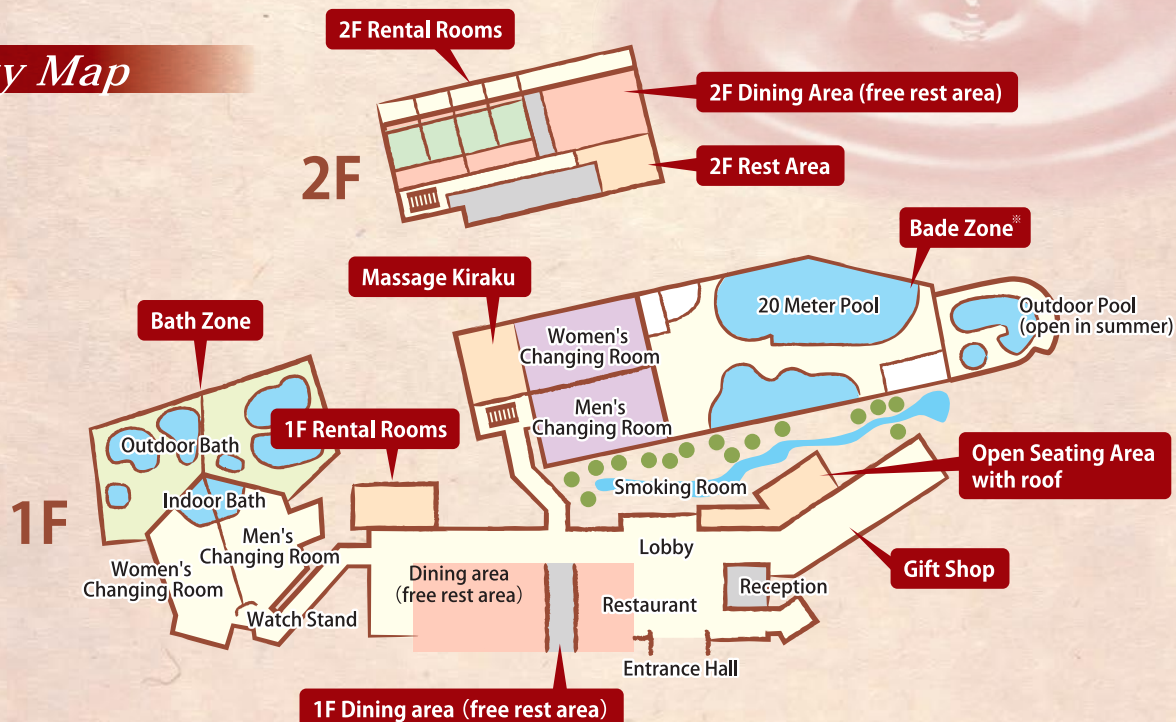 y Map
2F Rental Rooms
2F Dining Area (free rest area)
2F
2F Rest Area
Bade Zone※
Massage Kiraku
20 Meter Pool
Outdoor Pool
(open in summer)
Bath Zone
Women's
Changing Room
Men's
Changing Room
1F Rental Rooms
Outdoor Bath
Open Seating Area
with roof
Smoking Room
1F
Indoor Bath
Men's
Changing Room
Women's
Changing Room
Lobby
Gift Shop
Dining area
(free rest area)
Reception
Restaurant
Watch Stand
Entrance Hall
1F Dining area (free rest area)